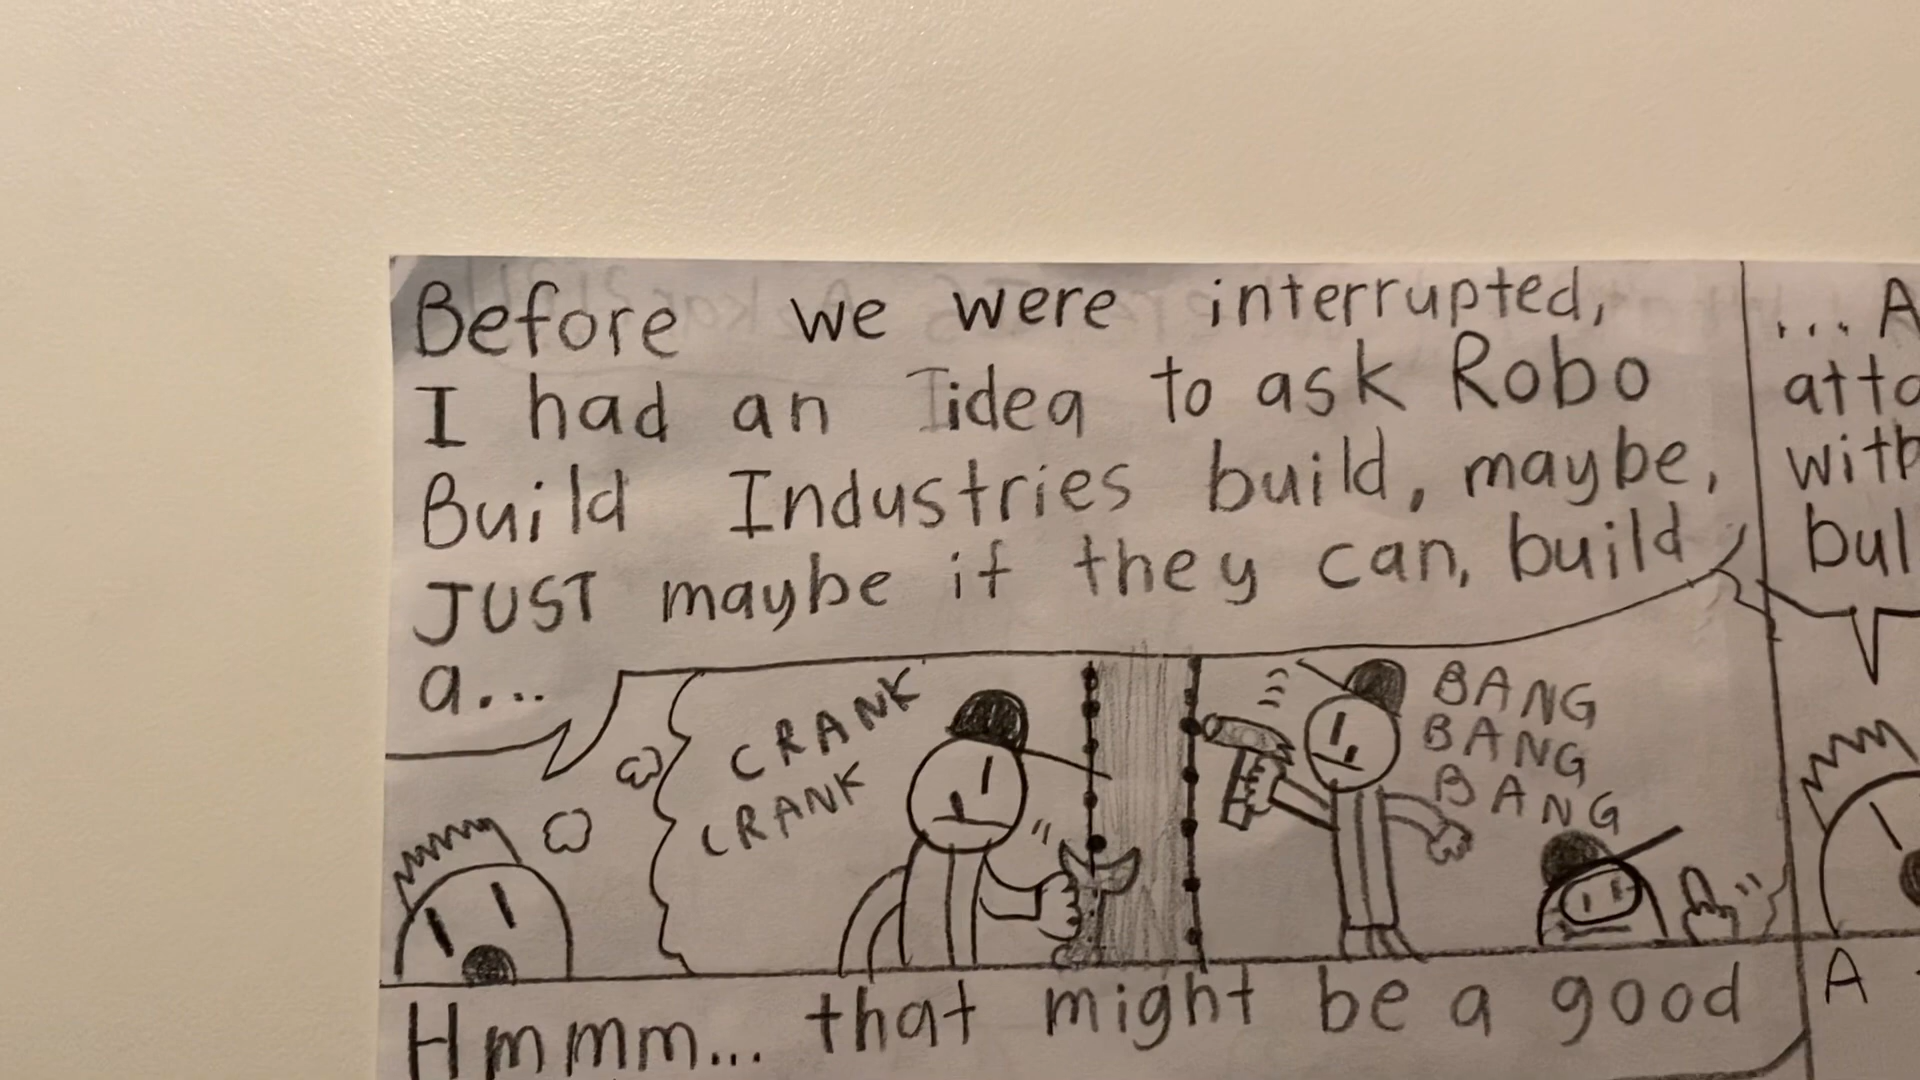 Before we were interrupted,
I had an Iidea to ask Robo
Build Industries build, maybe,
JUST maybe if they can, build
a...
CRANK
CRANK
BANG
BANG
BANG
... A
atta
with
bul
Hmmm... that might be a good
A